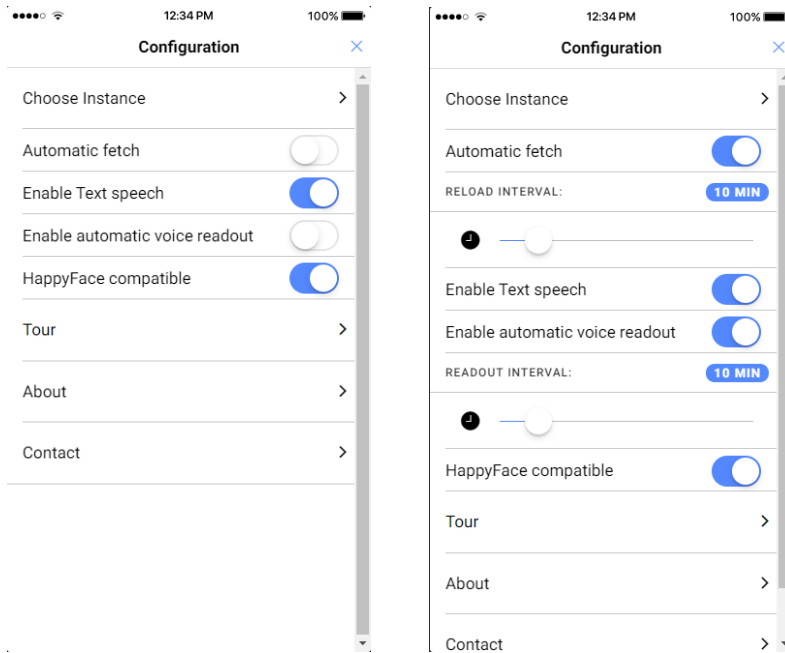 12:34 PM
100%
Configuration
Choose Instance
Automatic fetch
Enable Text speech
Enable automatic voice readout
HappyFace compatible
Tour
About
Contact
12:34 PM
100%
Configuration
Choose Instance
Automatic fetch
RELOAD INTERVAL:
10 MIN
Enable Text speech
Enable automatic voice readout
READOUT INTERVAL:
10 MIN
HappyFace compatible
Tour
About
Contact